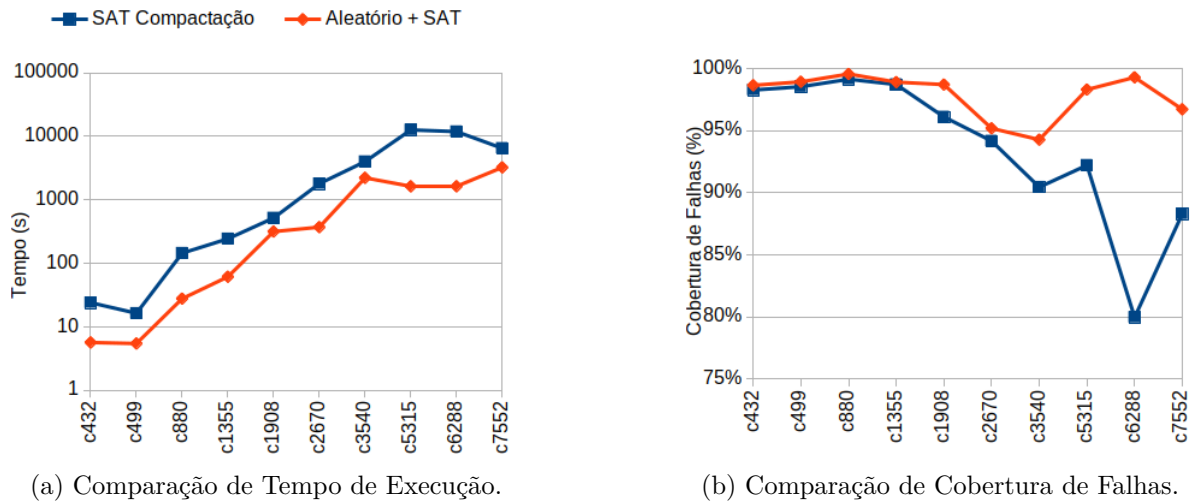 SAT Compactação Aleatório + SAT
Tempo (s)
100000
10000
1000
100
10
1
c432 c499 c880 c1355 c1908 c2670 c3540 c5315 c6288 c7552
(a) Comparação de Tempo de Execução.
Cobertura de Falhas (%)
100%
95%
90%
85%
80%
75%
c432 c499 c880 c1355 c1908 c2670 c3540 c5315 c6288 c7552
(b) Comparação de Cobertura de Falhas.